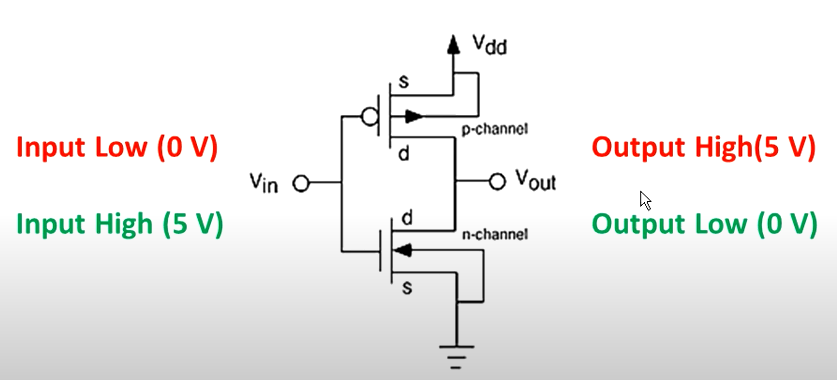 Vdd
s
p-channel
Input Low (0 V)
Output High(5 V)
d
Vin
Vout
Input High (5 V)
d
Output Low (0 V)
n-channel
s